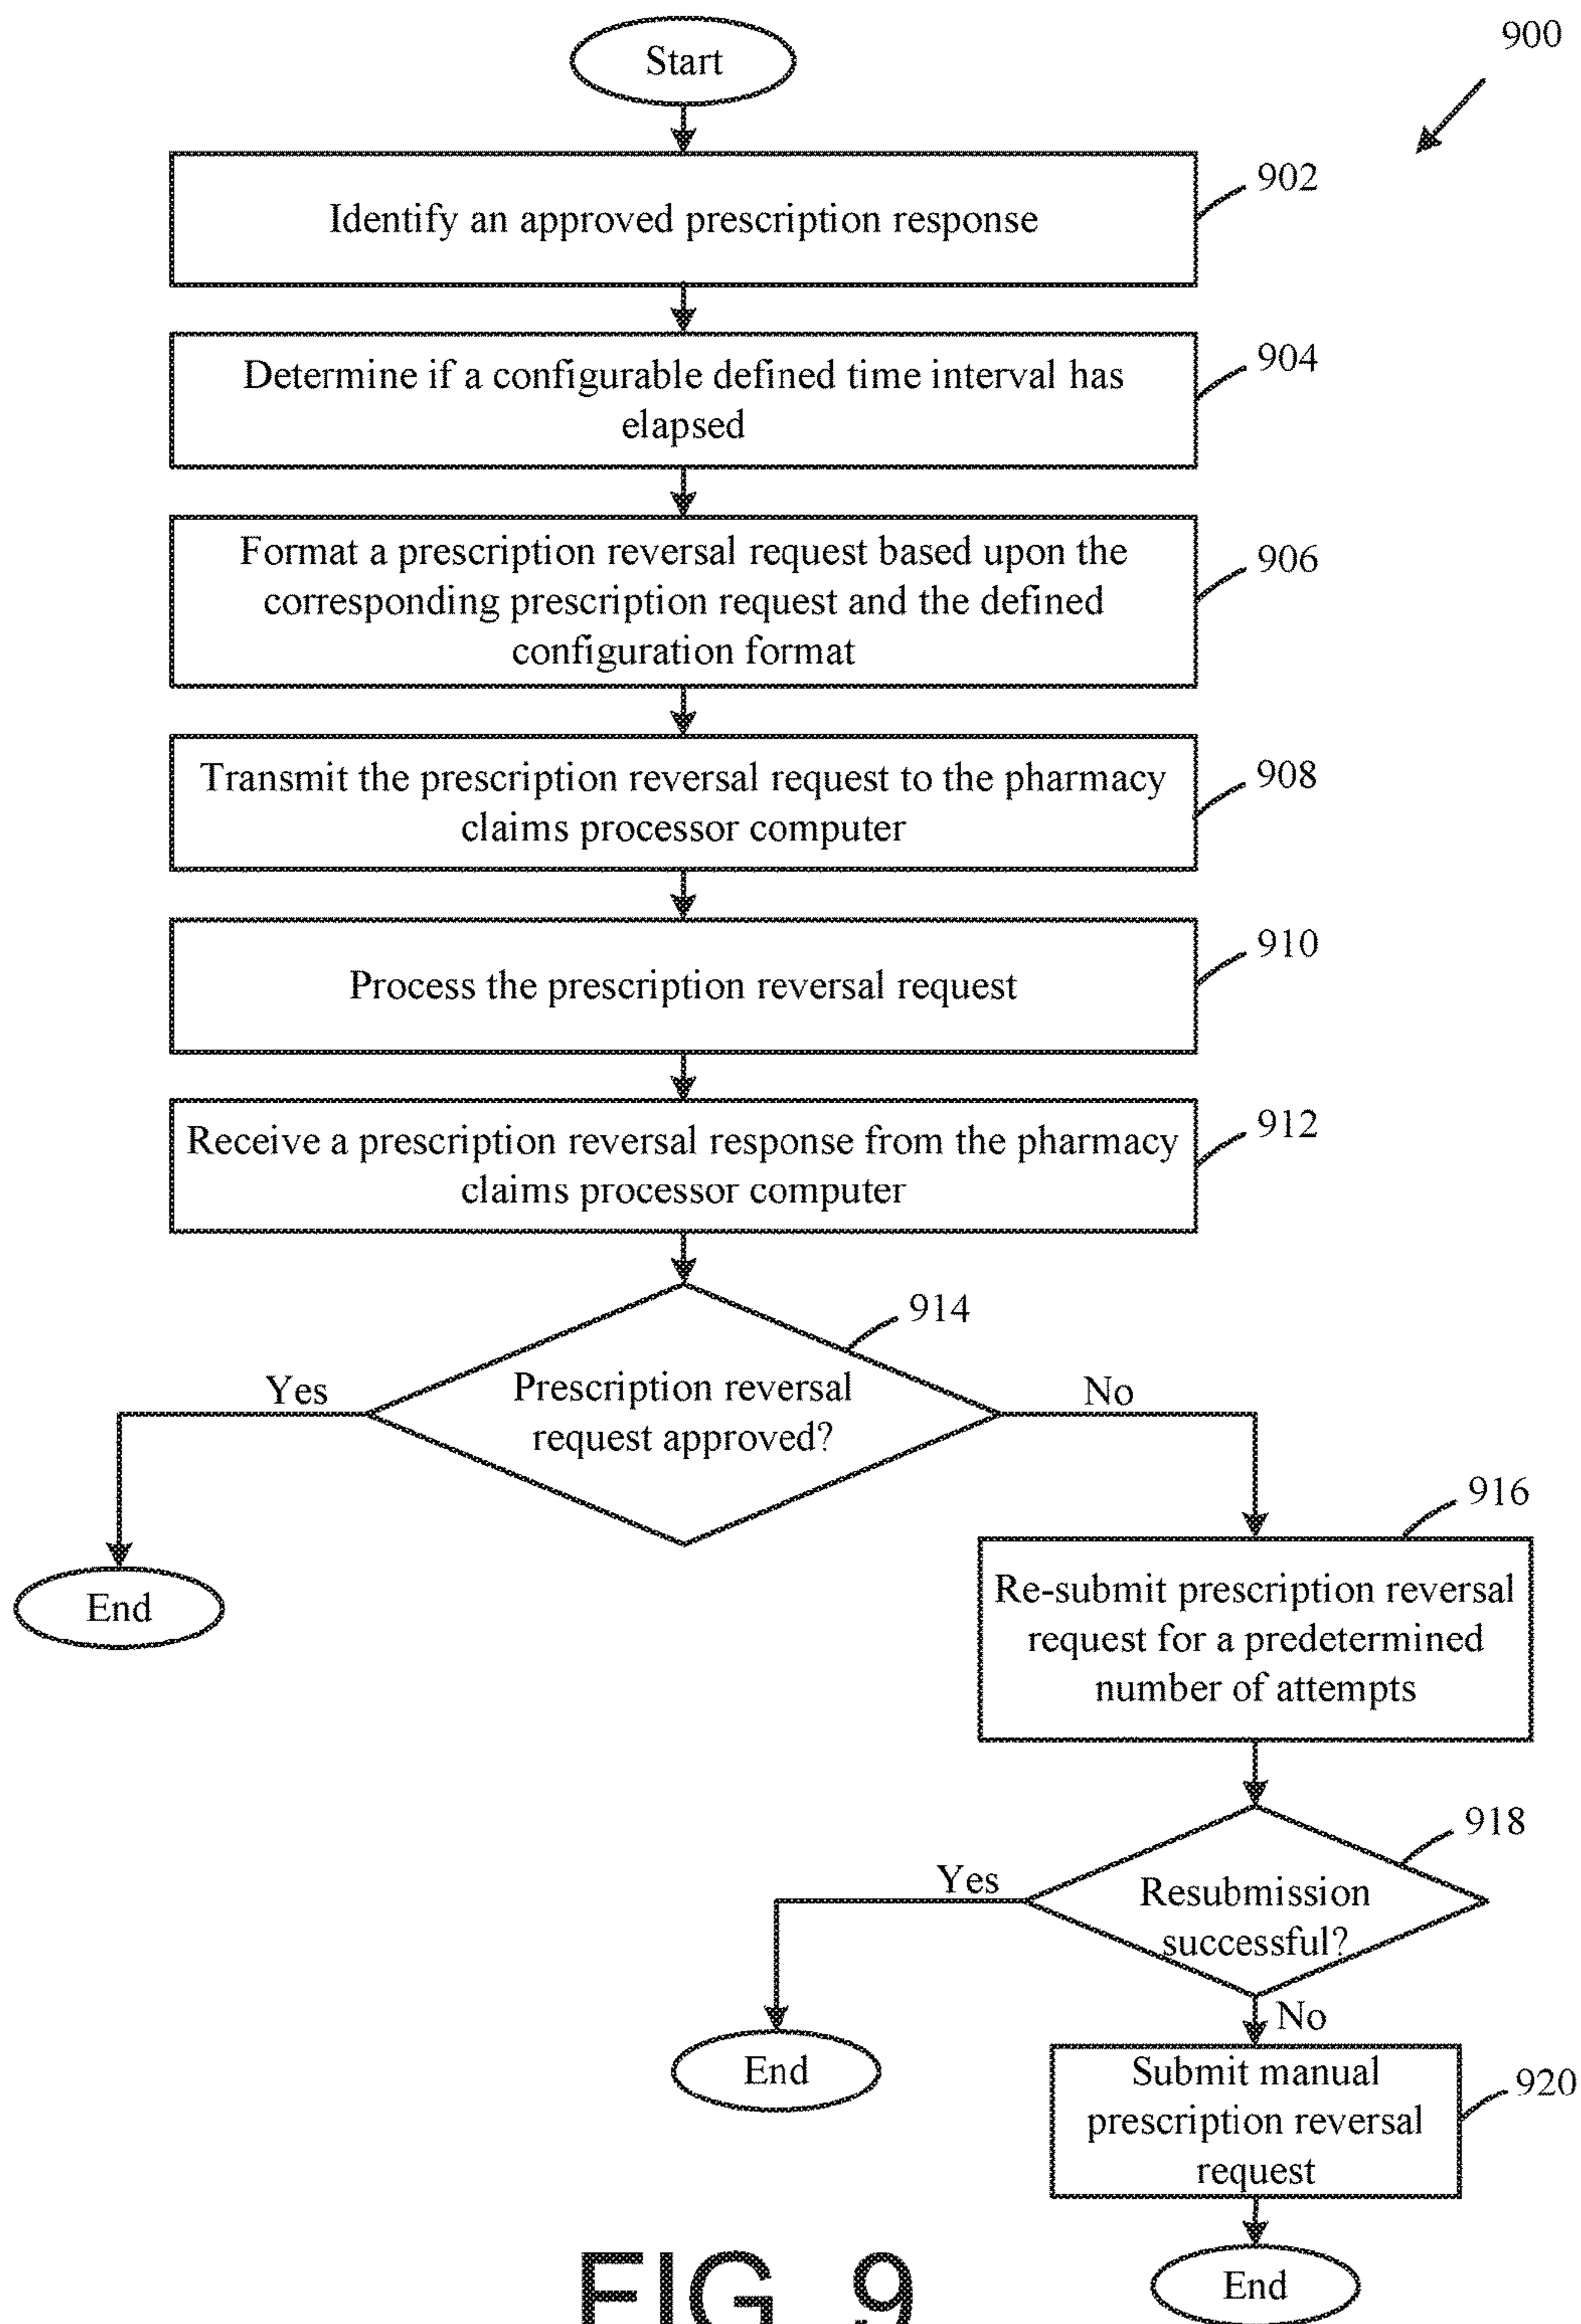 Start
900
Identify an approved prescription response
902
Determine if a configurable defined time interval has
elapsed
904
Format a prescription reversal request based upon the
corresponding prescription request and the defined
configuration format
906
Transmit the prescription reversal request to the pharmacy
claims processor computer
908
Process the prescription reversal request
910
Receive a prescription reversal response from the pharmacy
claims processor computer
912
914
Yes
Prescription reversal
request approved?
No
End
916
Re-submit prescription reversal
request for a predetermined
number of attempts
918
Yes
Resubmission
successful?
No
End
Submit manual
prescription reversal
request
920
End
FIG. 9